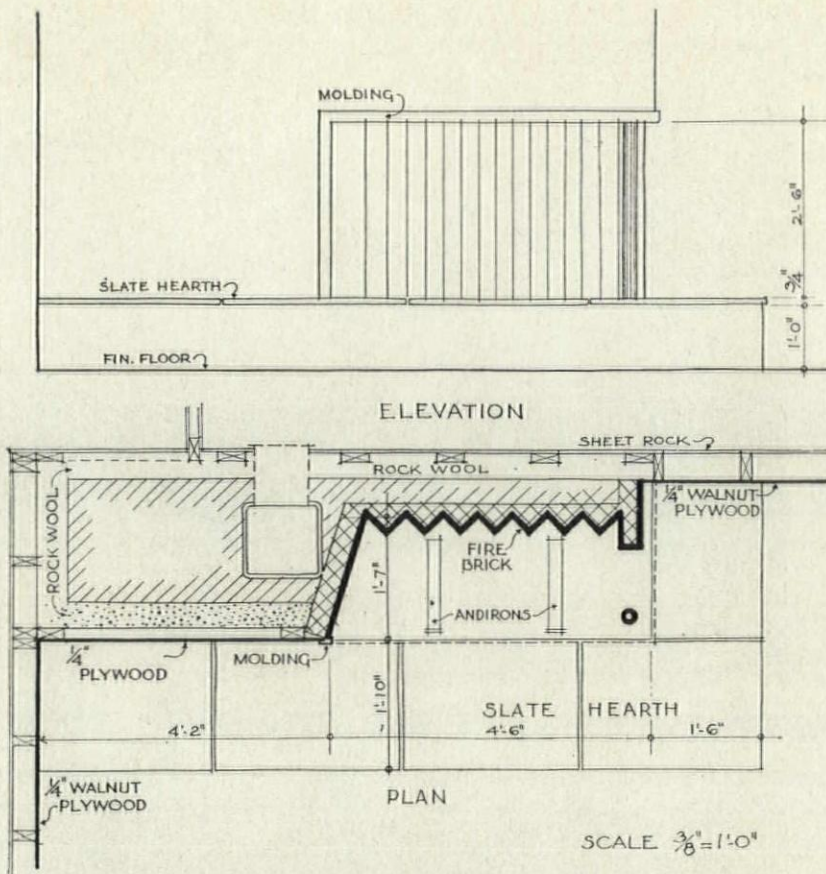 MOLDING
2'-6"
SLATE HEARTH
3/4"
1'-0"
FIN. FLOOR
ELEVATION
SHEET ROCK
ROCK WOOL
1/4" WALNUT
PLYWOOD
ROCK WOOL
FIRE
BRICK
1'-7"
ANDIRONS
1/4"
PLYWOOD
MOLDING
1'-10"
SLATE HEARTH
4'-2"
4'-6"
1'-6"
1/4" WALNUT
PLYWOOD
PLAN
SCALE 3/8"=1'-0"